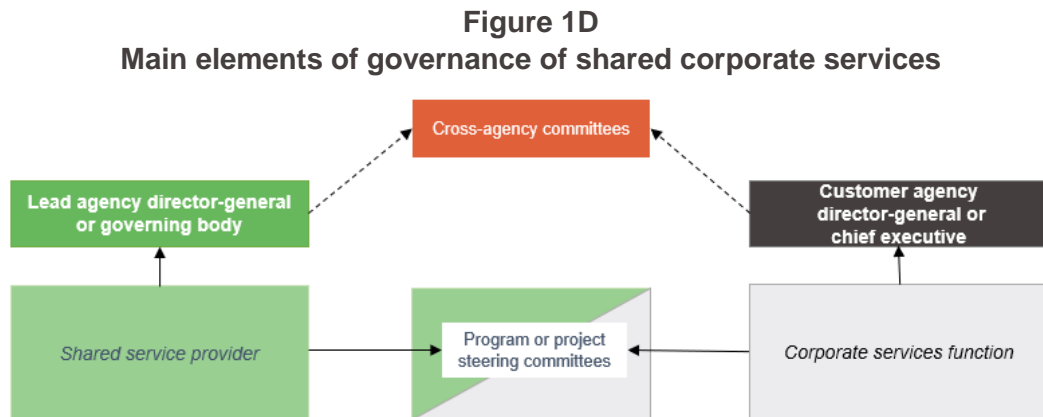 Figure 1D
Main elements of governance of shared corporate services
Cross-agency committees
Lead agency director-general
or governing body
Customer agency
director-general or
chief executive
Shared service provider
Program or project
steering committees
Corporate services function